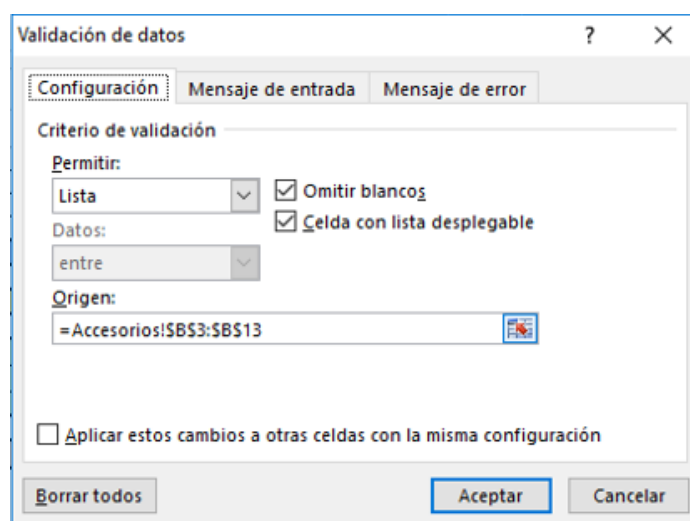 Validación de datos ?
Configuración Mensaje de entrada Mensaje de error
Criterio de validación
Permitir:
Lista Omitir blancos
Celda con lista desplegable
Datos:
entre
Origen:
=Accesorios!$B$3:$B$13
Aplicar estos cambios a otras celdas con la misma configuración
Borrar todos Aceptar Cancelar